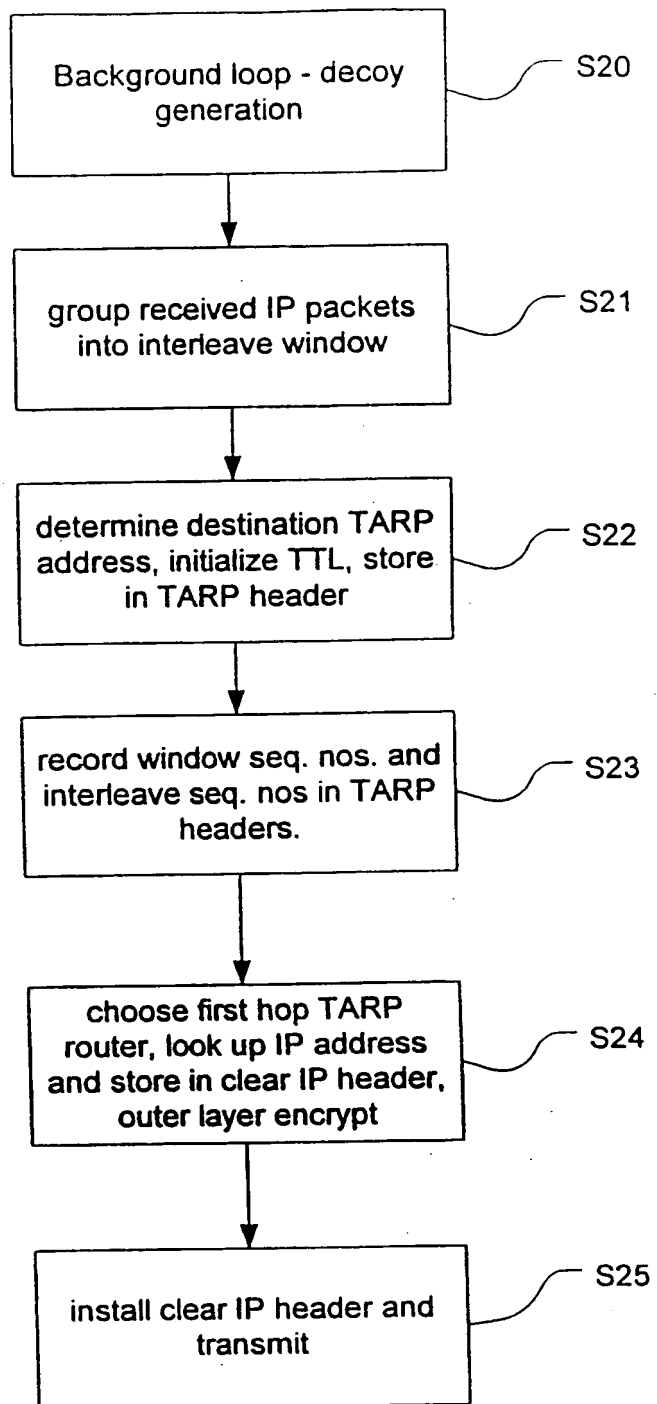 Background loop - decoy
generation
S20
group received IP packets
into interleave window
S21
determine destination TARP
address, initialize TTL, store
in TARP header
S22
record window seq. nos. and
interleave seq. nos in TARP
headers.
S23
choose first hop TARP
router, look up IP address
and store in clear IP header,
outer layer encrypt
S24
install clear IP header and
transmit
S25